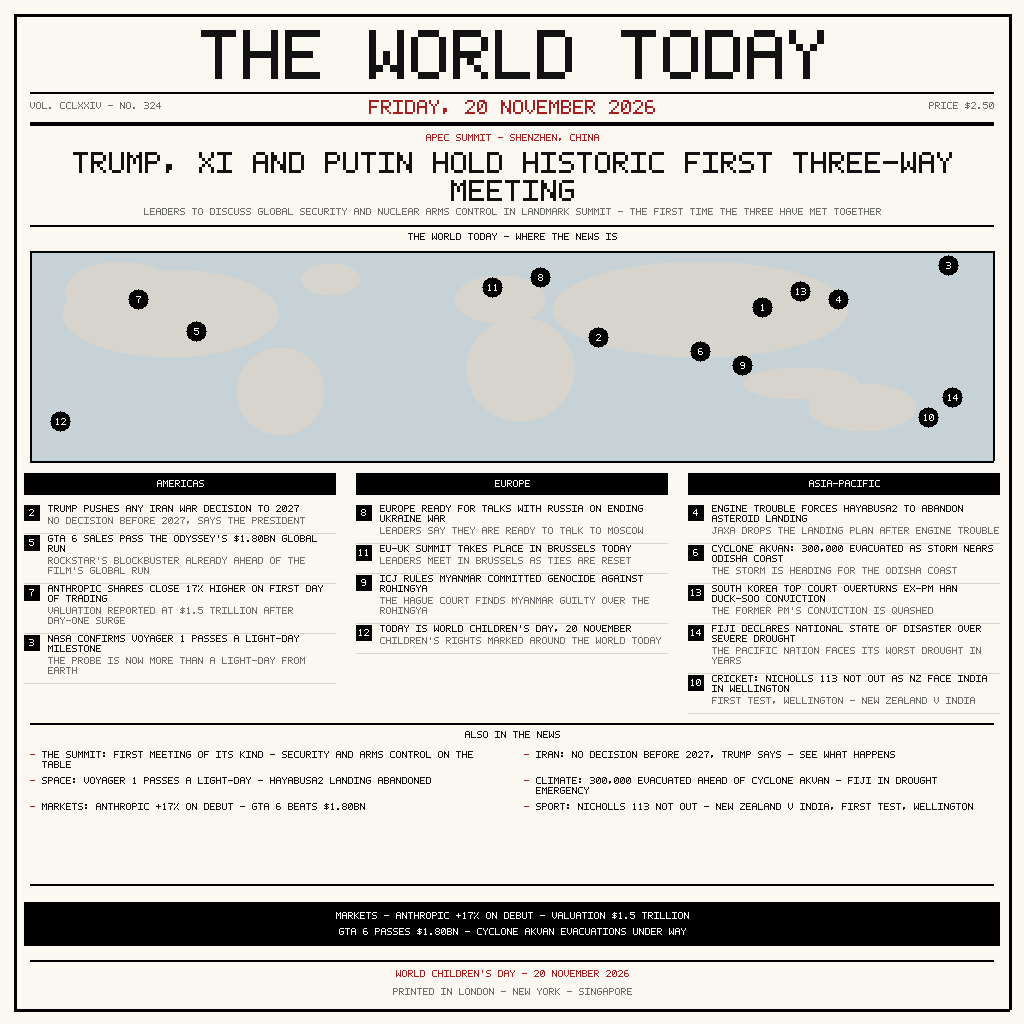 THE WORLD TODAY
VOL. CCLXXIV - NO. 324
FRIDAY, 20 NOVEMBER 2026
PRICE $2.50
APEC SUMMIT - SHENZHEN, CHINA
TRUMP, XI AND PUTIN HOLD HISTORIC FIRST THREE-WAY
MEETING
LEADERS TO DISCUSS GLOBAL SECURITY AND NUCLEAR ARMS CONTROL IN LANDMARK SUMMIT - THE FIRST TIME THE THREE HAVE MET TOGETHER
THE WORLD TODAY - WHERE THE NEWS IS
3
8
11
7
13
4
1
5
2
6
9
14
10
12
AMERICAS
2 TRUMP PUSHES ANY IRAN WAR DECISION TO 2027
NO DECISION BEFORE 2027, SAYS THE PRESIDENT
5 GTA 6 SALES PASS THE ODYSSEY'S $1.80BN GLOBAL
RUN
ROCKSTAR'S BLOCKBUSTER ALREADY AHEAD OF THE
FILM'S GLOBAL RUN
7 ANTHROPIC SHARES CLOSE 17% HIGHER ON FIRST DAY
OF TRADING
VALUATION REPORTED AT $1.5 TRILLION AFTER
DAY-ONE SURGE
3 NASA CONFIRMS VOYAGER 1 PASSES A LIGHT-DAY
MILESTONE
THE PROBE IS NOW MORE THAN A LIGHT-DAY FROM
EARTH
EUROPE
8 EUROPE READY FOR TALKS WITH RUSSIA ON ENDING
UKRAINE WAR
LEADERS SAY THEY ARE READY TO TALK TO MOSCOW
11 EU-UK SUMMIT TAKES PLACE IN BRUSSELS TODAY
LEADERS MEET IN BRUSSELS AS TIES ARE RESET
9 ICJ RULES MYANMAR COMMITTED GENOCIDE AGAINST
ROHINGYA
THE HAGUE COURT FINDS MYANMAR GUILTY OVER THE
ROHINGYA
12 TODAY IS WORLD CHILDREN'S DAY, 20 NOVEMBER
CHILDREN'S RIGHTS MARKED AROUND THE WORLD TODAY
ASIA-PACIFIC
4 ENGINE TROUBLE FORCES HAYABUSA2 TO ABANDON
ASTEROID LANDING
JAXA DROPS THE LANDING PLAN AFTER ENGINE TROUBLE
6 CYCLONE AKVAN: 300,000 EVACUATED AS STORM NEARS
ODISHA COAST
THE STORM IS HEADING FOR THE ODISHA COAST
13 SOUTH KOREA TOP COURT OVERTURNS EX-PM HAN
DUCK-SOO CONVICTION
THE FORMER PM'S CONVICTION IS QUASHED
14 FIJI DECLARES NATIONAL STATE OF DISASTER OVER
SEVERE DROUGHT
THE PACIFIC NATION FACES ITS WORST DROUGHT IN
YEARS
10 CRICKET: NICHOLLS 113 NOT OUT AS NZ FACE INDIA
IN WELLINGTON
FIRST TEST, WELLINGTON - NEW ZEALAND V INDIA
ALSO IN THE NEWS
- THE SUMMIT: FIRST MEETING OF ITS KIND - SECURITY AND ARMS CONTROL ON THE
TABLE
- SPACE: VOYAGER 1 PASSES A LIGHT-DAY - HAYABUSA2 LANDING ABANDONED
- MARKETS: ANTHROPIC +17% ON DEBUT - GTA 6 BEATS $1.80BN
- IRAN: NO DECISION BEFORE 2027, TRUMP SAYS - SEE WHAT HAPPENS
- CLIMATE: 300,000 EVACUATED AHEAD OF CYCLONE AKVAN - FIJI IN DROUGHT
EMERGENCY
- SPORT: NICHOLLS 113 NOT OUT - NEW ZEALAND V INDIA, FIRST TEST, WELLINGTON
MARKETS - ANTHROPIC +17% ON DEBUT - VALUATION $1.5 TRILLION
GTA 6 PASSES $1.80BN - CYCLONE AKVAN EVACUATIONS UNDER WAY
WORLD CHILDREN'S DAY - 20 NOVEMBER 2026
PRINTED IN LONDON - NEW YORK - SINGAPORE